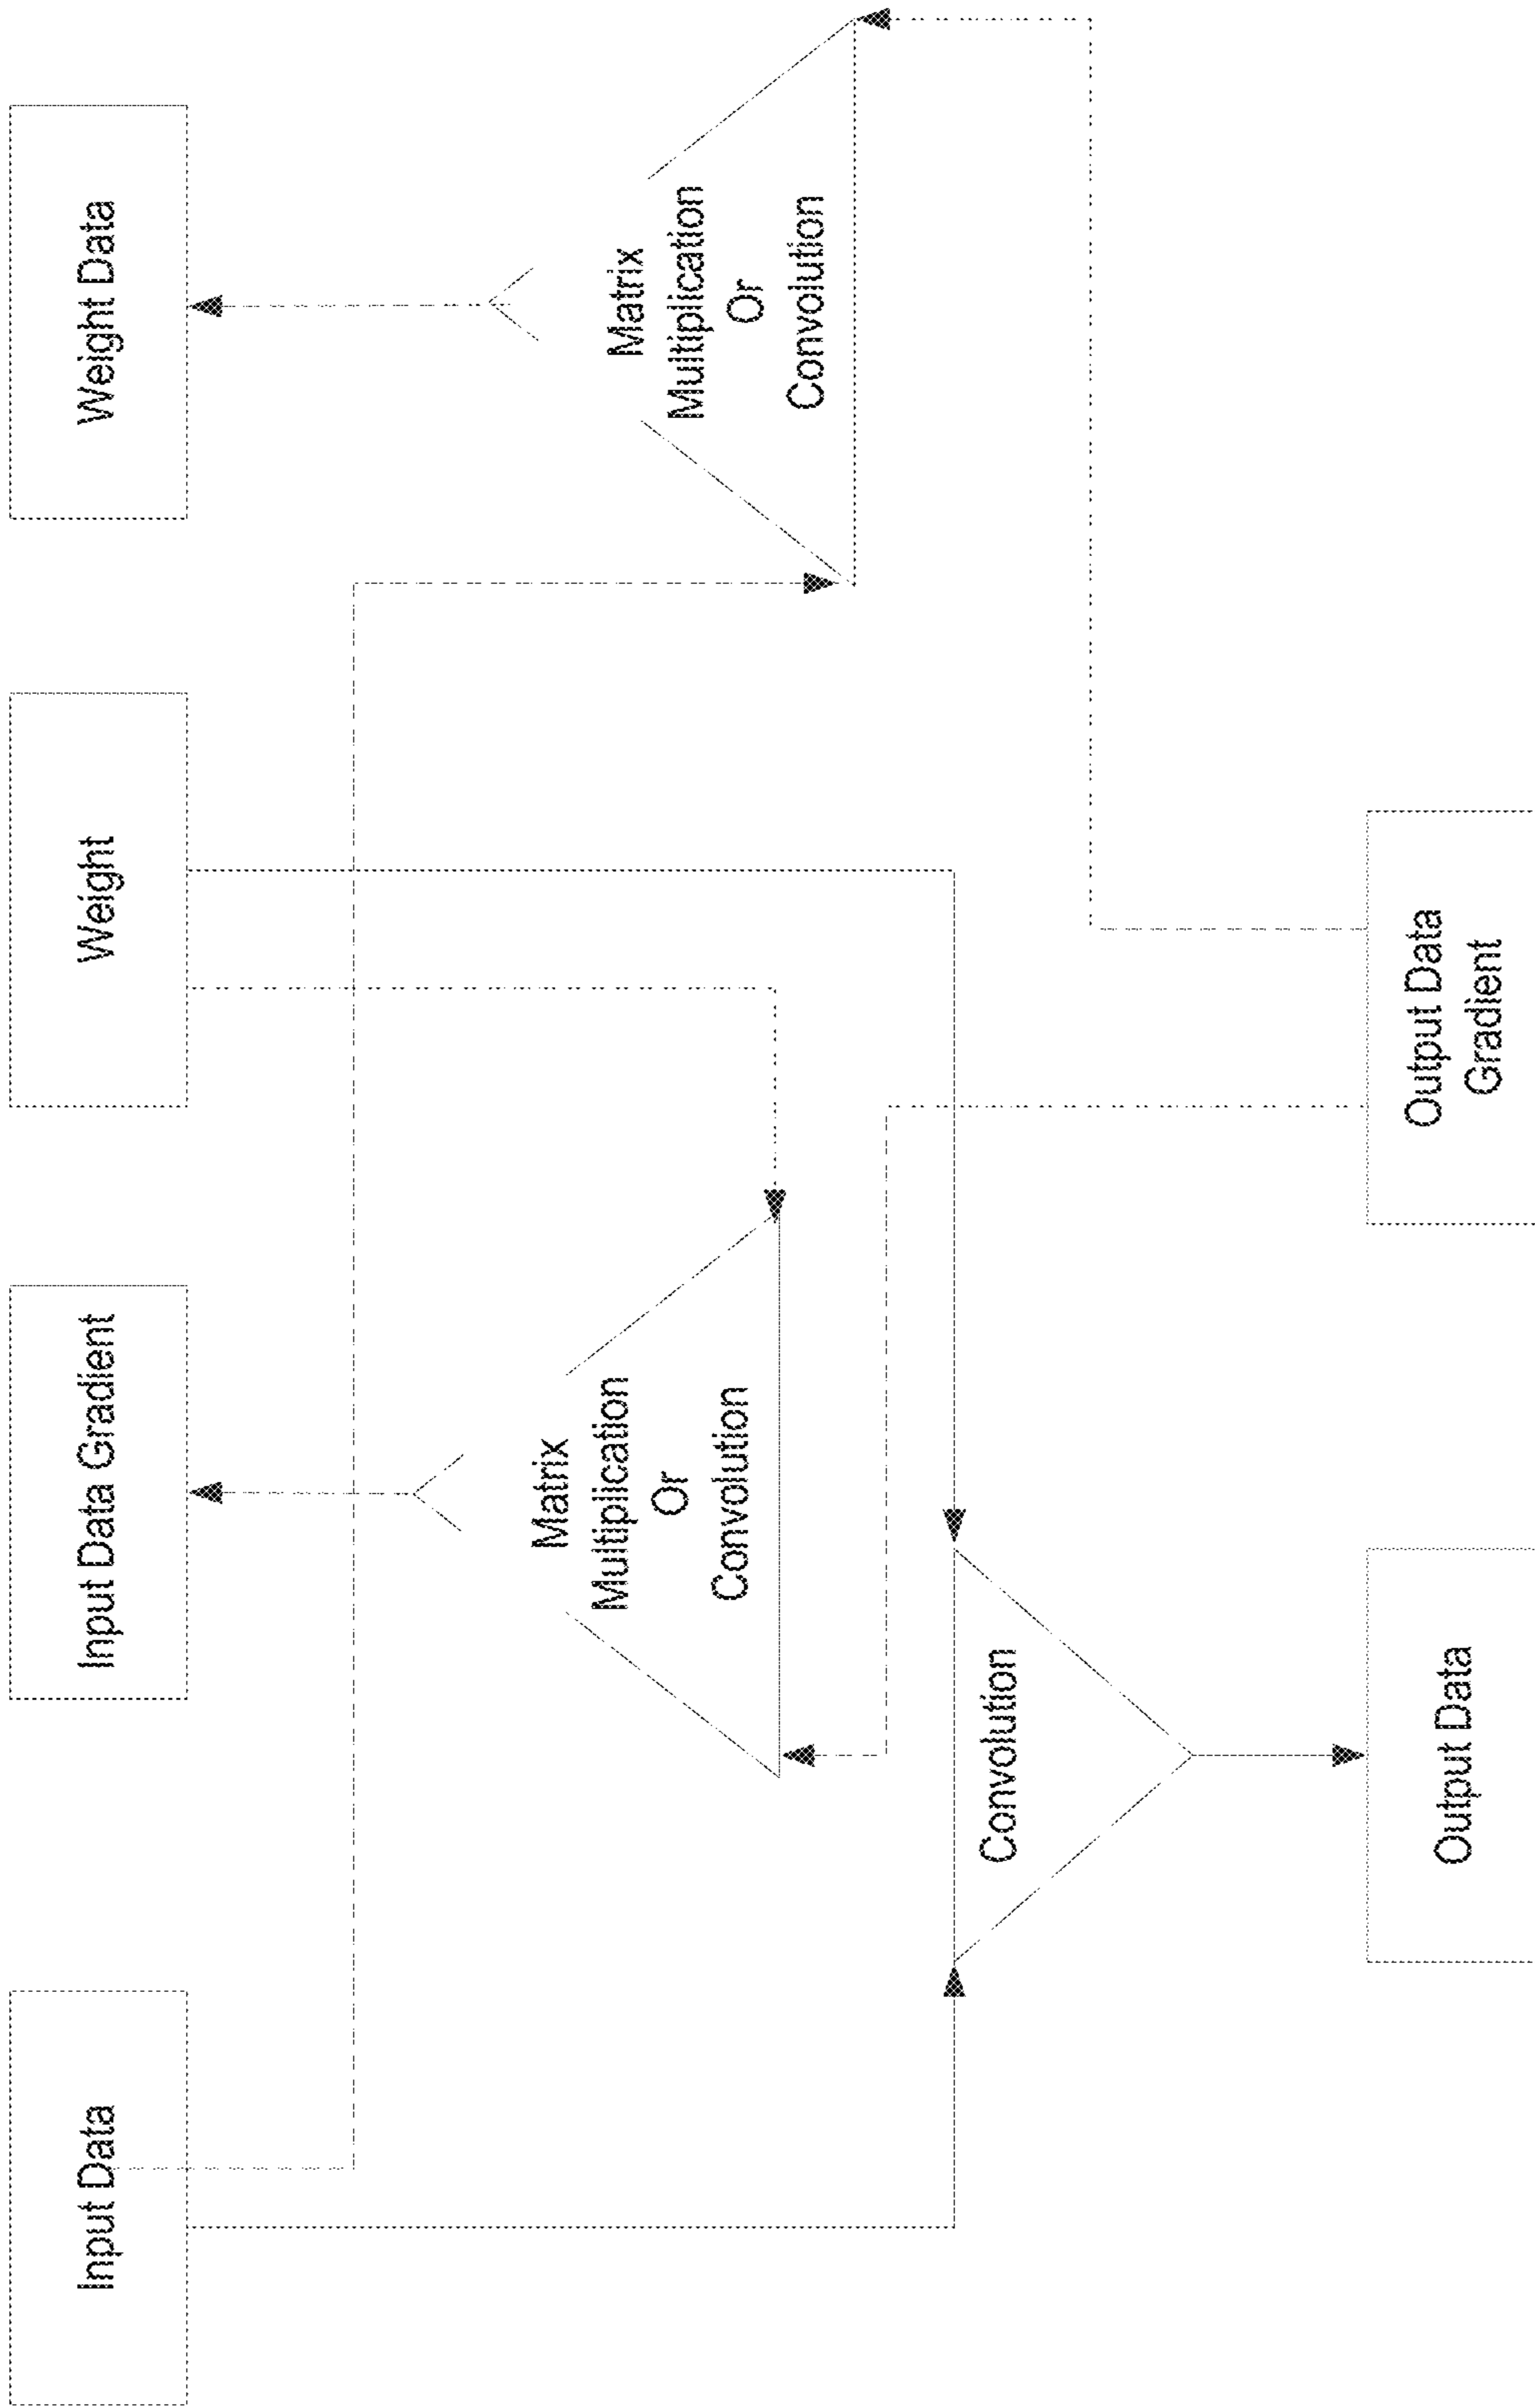 Input Data
Input Data Gradient
Weight
Weight Data
Matrix
Multiplication
Or
Convolution
Matrix
Multiplication
Or
Convolution
Convolution
Output Data
Output Data
Gradient